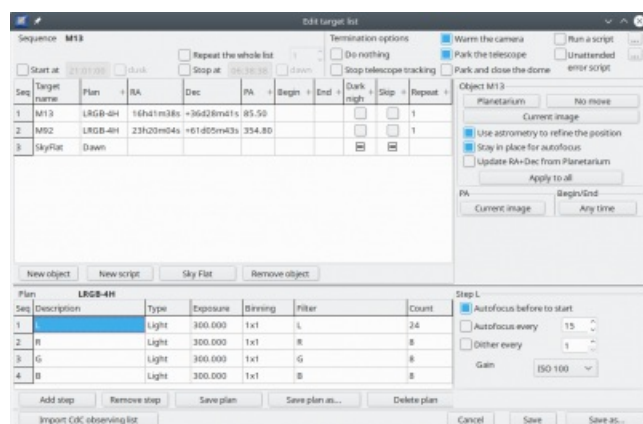 Edit target list
Sequence M13
Termination options
Warm the camera
Run a script
Repeat the whole list 1
Do nothing
Park the telescope
Unattended error script
Start at 21:01:00 dusk
Stop at dawn
Stop telescope tracking
Park and close the dome
Seq Target name Plan RA Dec PA Begin End Dark nigh Skip Repeat
1 M13 LRGB-4H 16h41m38s +36d28m41s 85.50 1
2 M92 LRGB-4H 23h20m04s +61d05m43s 354.80 1
3 SkyFlat Dawn
Object M13
Planetarium No move
Current image
Use astrometry to refine the position
Stay in place for autofocus
Update RA+Dec from Planetarium
Apply to all
PA Begin/End
Current image Any time
New object New script Sky Flat Remove object
Plan LRGB-4H
Seq Description Type Exposure Binning Filter Count
1 L Light 300.000 1x1 L 24
2 R Light 300.000 1x1 R 8
3 G Light 300.000 1x1 G 8
4 B Light 300.000 1x1 B 8
Step L
Autofocus before to start
Autofocus every 15
Dither every 1
Gain ISO 100
Add step Remove step Save plan Save plan as... Delete plan
Import CdC observing list
Cancel Save Save as...